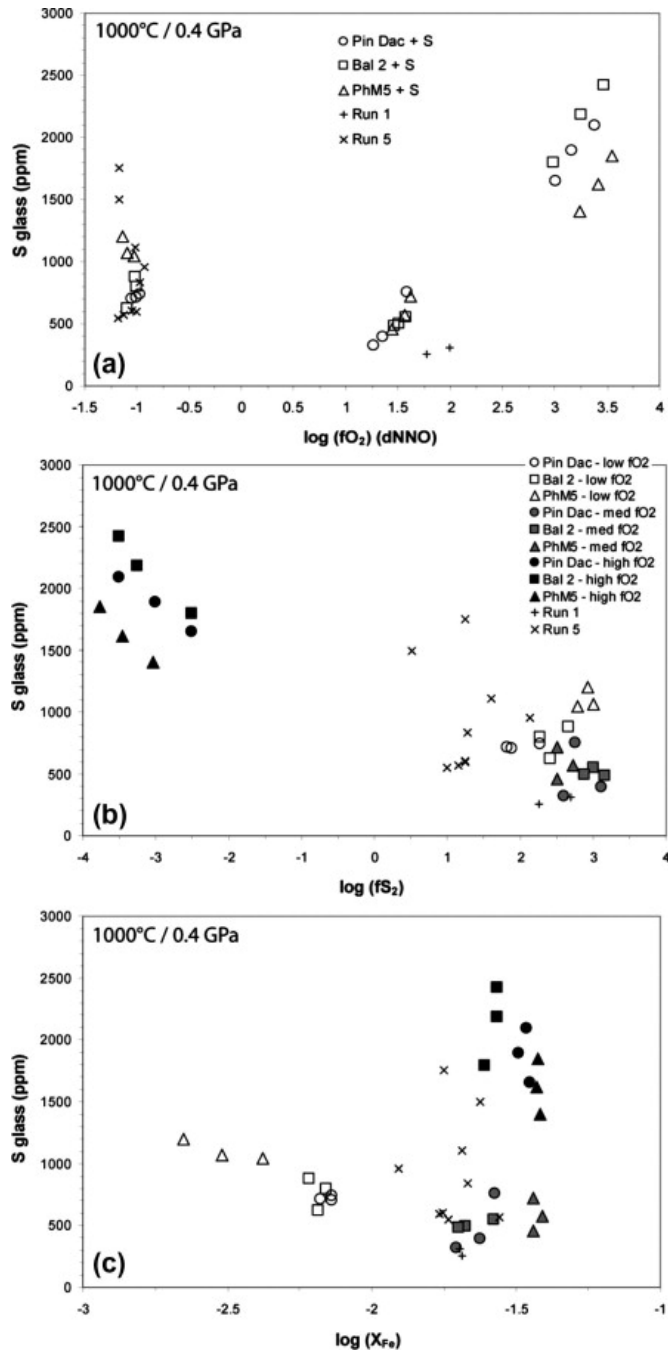 1000°C / 0.4 GPa
Pin Dac + S
Bal 2 + S
PhM5 + S
Run 1
Run 5
3000
2500
2000
1500
1000
500
0
S glass (ppm)
(a)
-1.5 -1 -0.5 0 0.5 1 1.5 2 2.5 3 3.5 4
log (fO₂) (dNNO)
1000°C / 0.4 GPa
Pin Dac - low fO2
Bal 2 - low fO2
PhM5 - low fO2
Pin Dac - med fO2
Bal 2 - med fO2
PhM5 - med fO2
Pin Dac - high fO2
Bal 2 - high fO2
PhM5 - high fO2
Run 1
Run 5
3000
2500
2000
1500
1000
500
0
S glass (ppm)
(b)
-4 -3 -2 -1 0 1 2 3 4
log (fS₂)
1000°C / 0.4 GPa
3000
2500
2000
1500
1000
500
0
S glass (ppm)
(c)
-3 -2.5 -2 -1.5 -1
log (X_Fe)